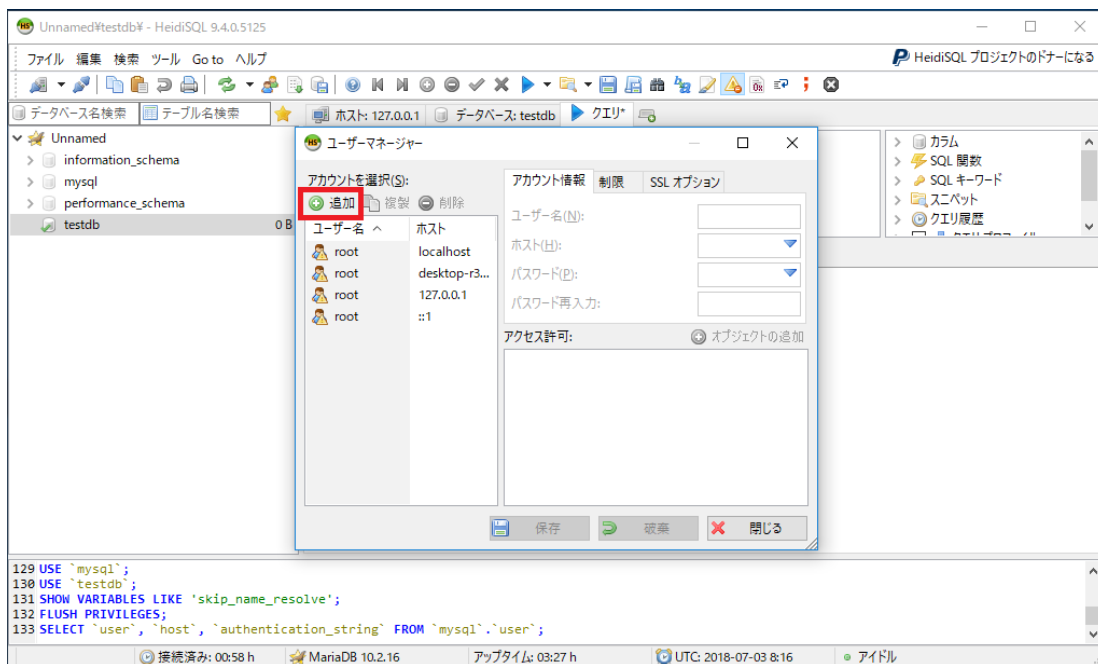 Unnamed¥testdb¥ - HeidiSQL 9.4.0.5125
ファイル 編集 検索 ツール Go to ヘルプ
HeidiSQL プロジェクトのドナーになる
データベース名検索 テーブル名検索 ホスト: 127.0.0.1 データベース: testdb クエリ*
Unnamed
information_schema
mysql
performance_schema
testdb 0 B
ユーザーマネージャー
アカウントを選択(S):
追加 複製 削除
ユーザー名 ホスト
root localhost
root desktop-r3...
root 127.0.0.1
root ::1
アカウント情報 制限 SSL オプション
ユーザー名(N):
ホスト(H):
パスワード(P):
パスワード再入力:
アクセス許可: オブジェクトの追加
保存 破棄 閉じる
カラム
SQL 関数
SQL キーワード
スニペット
クエリ履歴
129 USE `mysql`;
130 USE `testdb`;
131 SHOW VARIABLES LIKE 'skip_name_resolve';
132 FLUSH PRIVILEGES;
133 SELECT `user`, `host`, `authentication_string` FROM `mysql`.`user`;
接続済み: 00:58 h MariaDB 10.2.16 アップタイム: 03:27 h UTC: 2018-07-03 8:16 アイドル